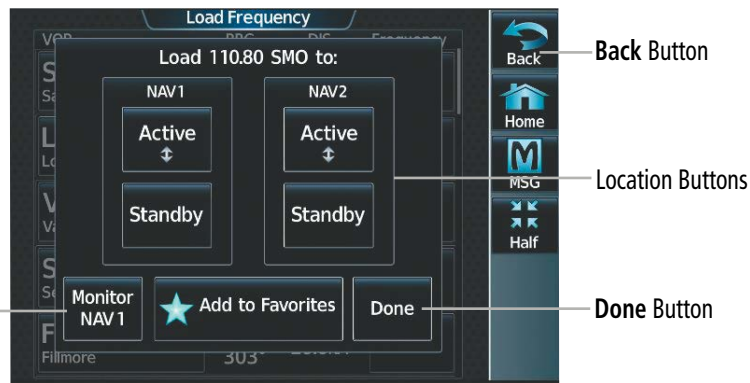 Load Frequency
VOR BRG DIS Frequency
Load 110.80 SMO to:
NAV1 NAV2
Active Active
Standby Standby
Monitor
NAV1
Add to Favorites
Done
Fillmore
303°
Back
Home
MSG
Half
Back Button
Location Buttons
Done Button